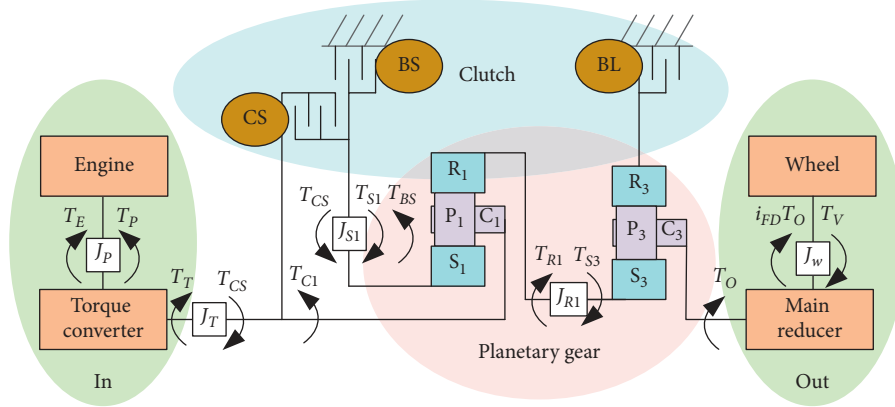 BS
BL
Clutch
CS
Engine
Wheel
R1
R3
TCS
TS1
TBS
TE
TP
P1
C1
P3
C3
iFDTO
TV
JS1
JP
S1
TR1
TS3
S3
Jw
TT
TCS
TC1
TO
Torque
converter
JT
JR1
Main
reducer
Planetary gear
In
Out